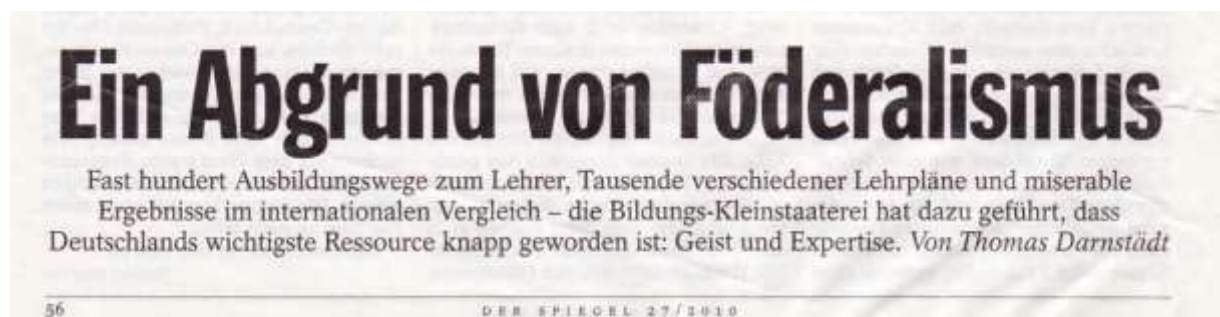 Ein Abgrund von Föderalismus
Fast hundert Ausbildungswege zum Lehrer, Tausende verschiedener Lehrpläne und miserable
Ergebnisse im internationalen Vergleich – die Bildungs-Kleinstaaterei hat dazu geführt, dass
Deutschlands wichtigste Ressource knapp geworden ist: Geist und Expertise. Von Thomas Darnstädt
56 DER SPIEGEL 27/2010